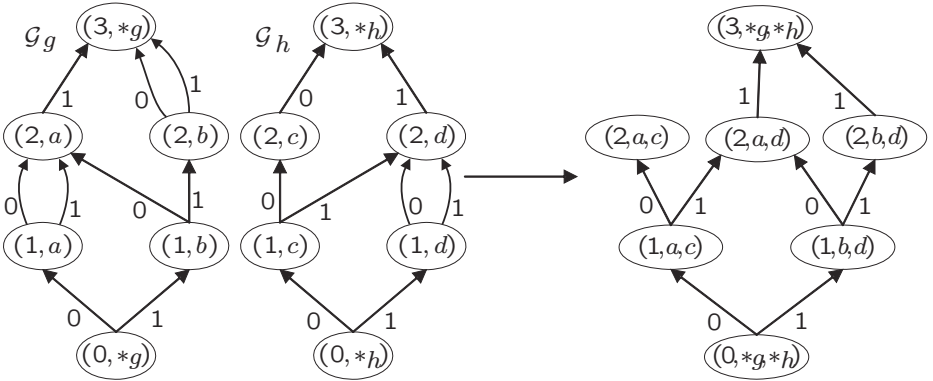 𝒢g (3,*g) 𝒢h (3,*h) (3,*g,*h)
1 0 1 0 1 1 1
(2,a) (2,b) (2,c) (2,d) (2,a,c) (2,a,d) (2,b,d)
0 1 0 1 0 1 0 1 0 1 0 1
(1,a) (1,b) (1,c) (1,d) (1,a,c) (1,b,d)
0 1 0 1 0 1
(0,*g) (0,*h) (0,*g,*h)